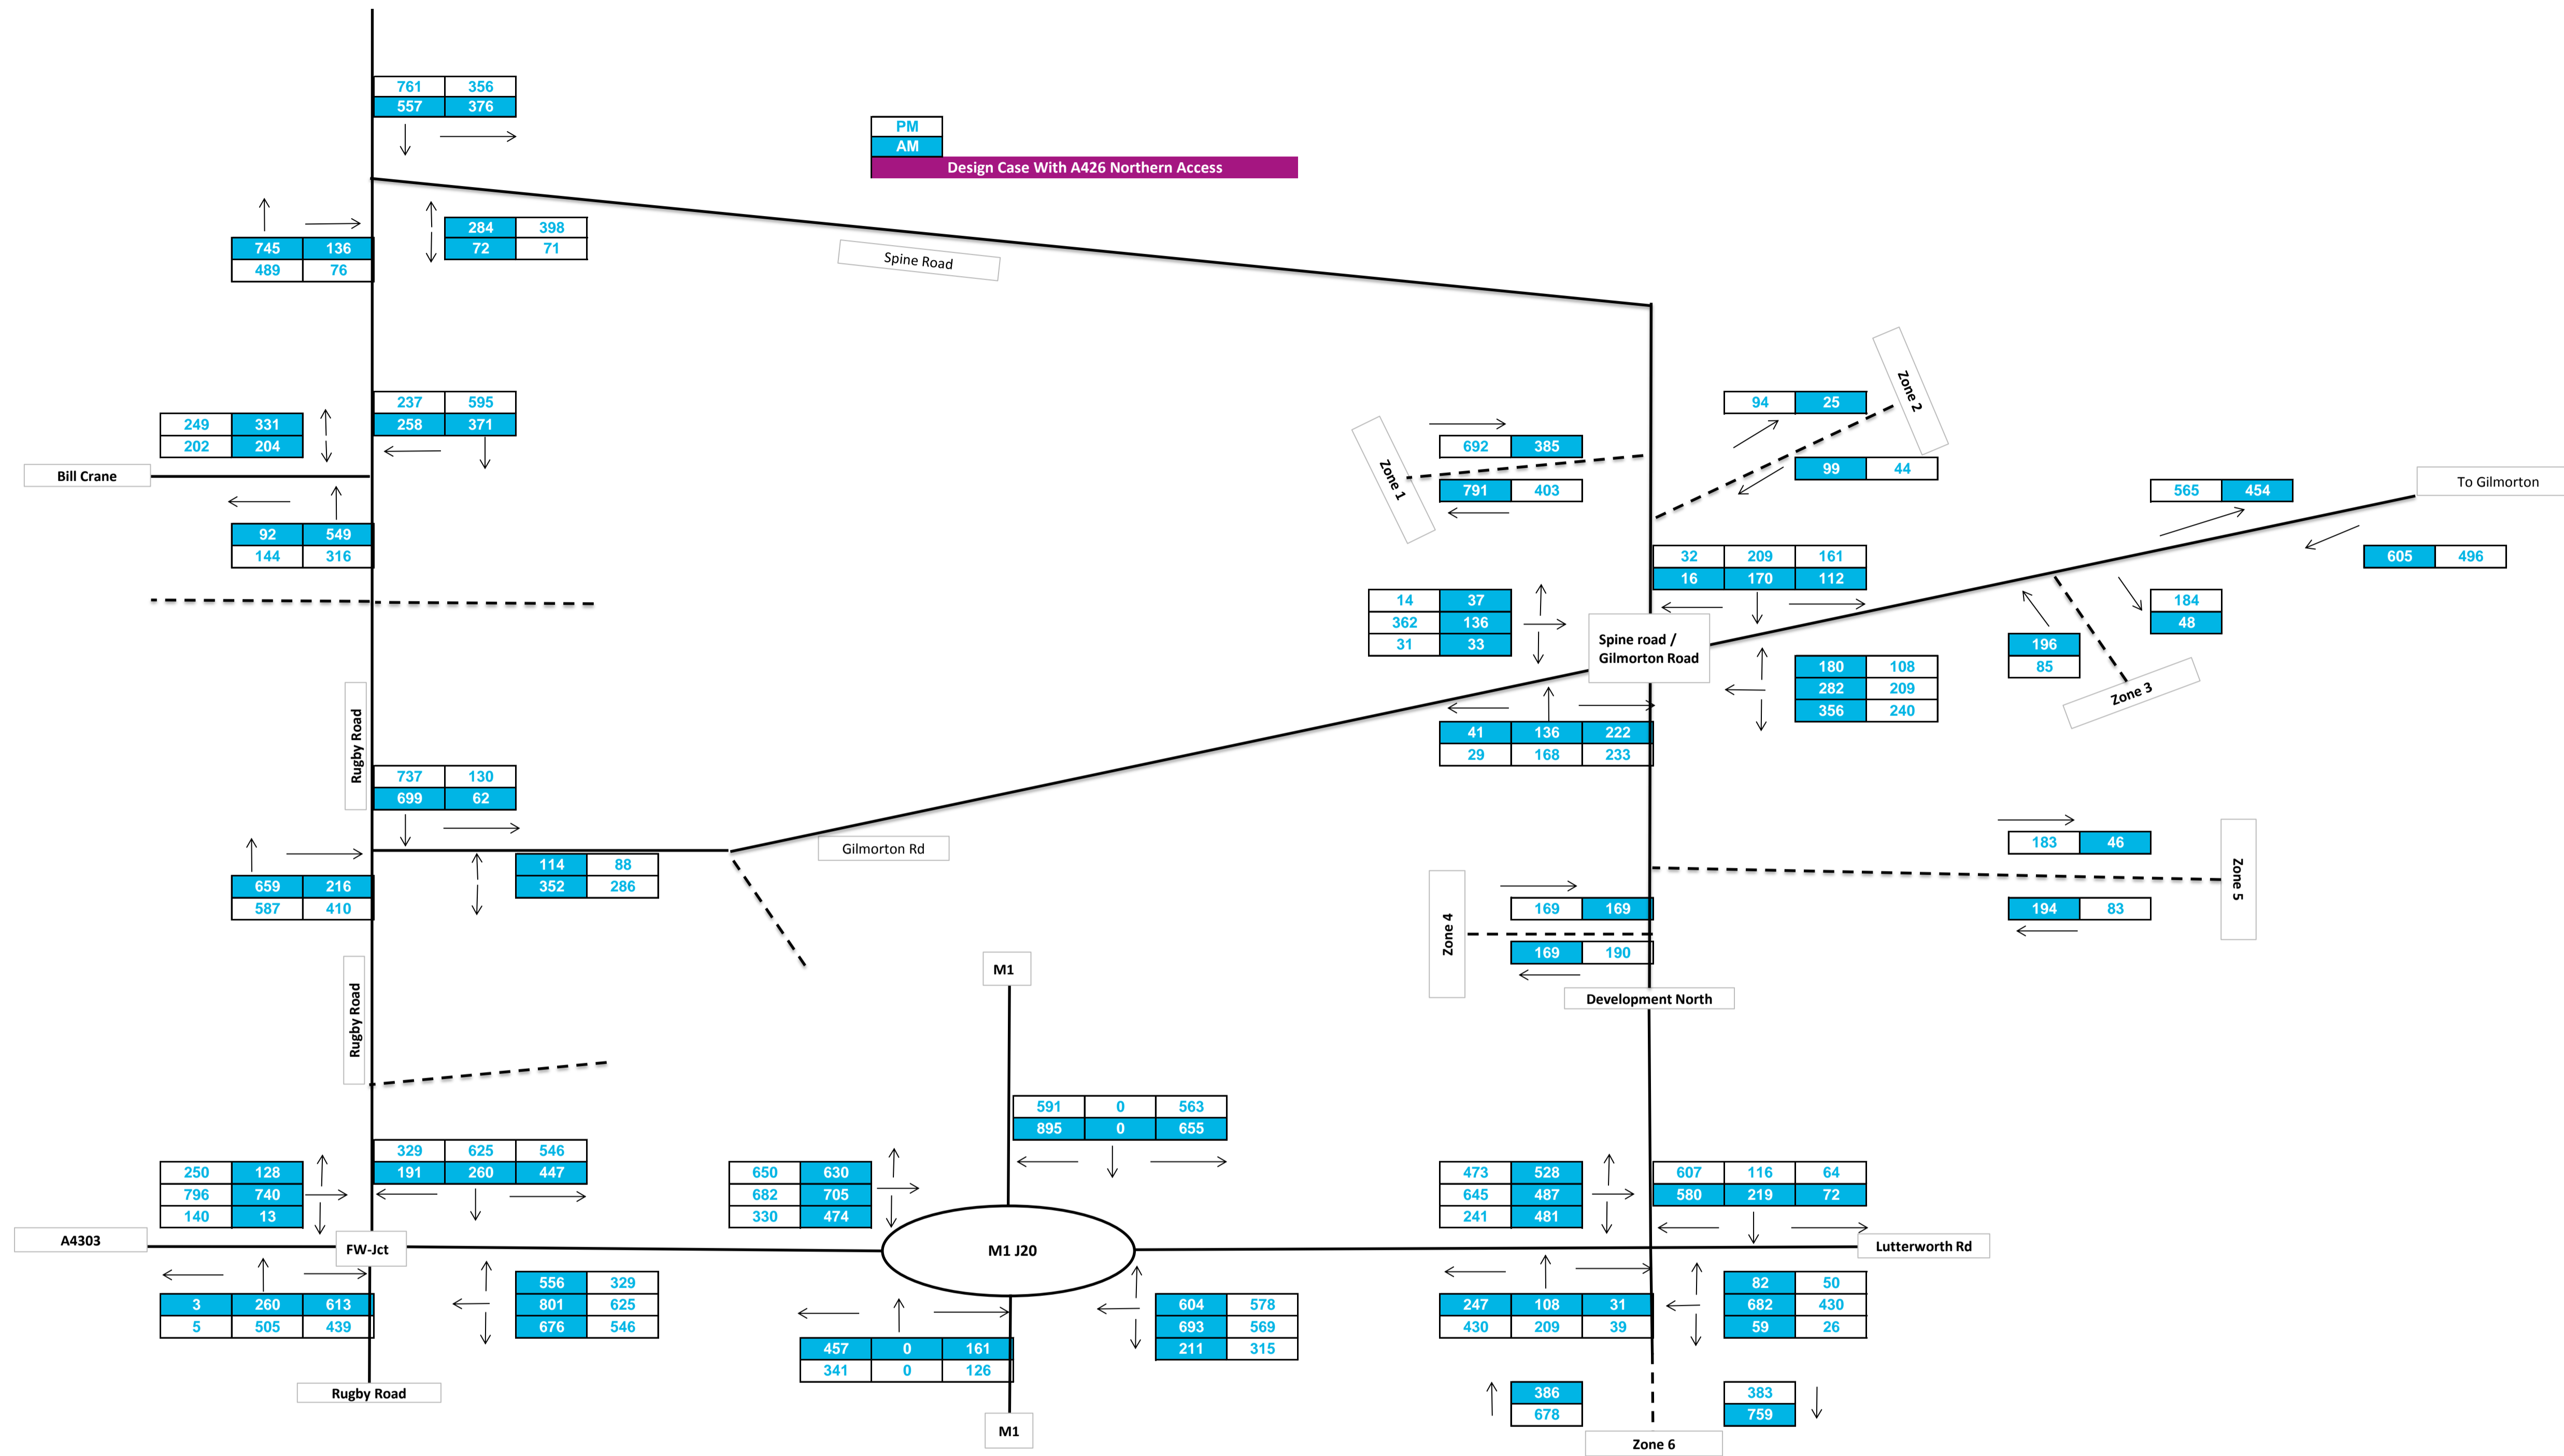 761 356
557 376
PM
AM
Design Case With A426 Northern Access
745 136
489 76
284 398
72 71
Spine Road
249 331
202 204
237 595
258 371
Bill Crane
92 549
144 316
Zone 1
692 385
791 403
94 25
Zone 2
99 44
565 454
To Gilmorton
605 496
32 209 161
16 170 112
14 37
362 136
31 33
Spine road /
Gilmorton Road
180 108
282 209
356 240
196
85
184
48
Zone 3
41 136 222
29 168 233
Rugby Road
737 130
699 62
Gilmorton Rd
659 216
587 410
114 88
352 286
183 46
Zone 5
194 83
Zone 4
169 169
169 190
Development North
Rugby Road
M1
591 0 563
895 0 655
250 128
796 740
140 13
329 625 546
191 260 447
650 630
682 705
330 474
473 528
645 487
241 481
607 116 64
580 219 72
A4303
FW-Jct
M1 J20
Lutterworth Rd
3 260 613
5 505 439
556 329
801 625
676 546
457 0 161
341 0 126
604 578
693 569
211 315
247 108 31
430 209 39
82 50
682 430
59 26
Rugby Road
M1
386
678
383
759
Zone 6